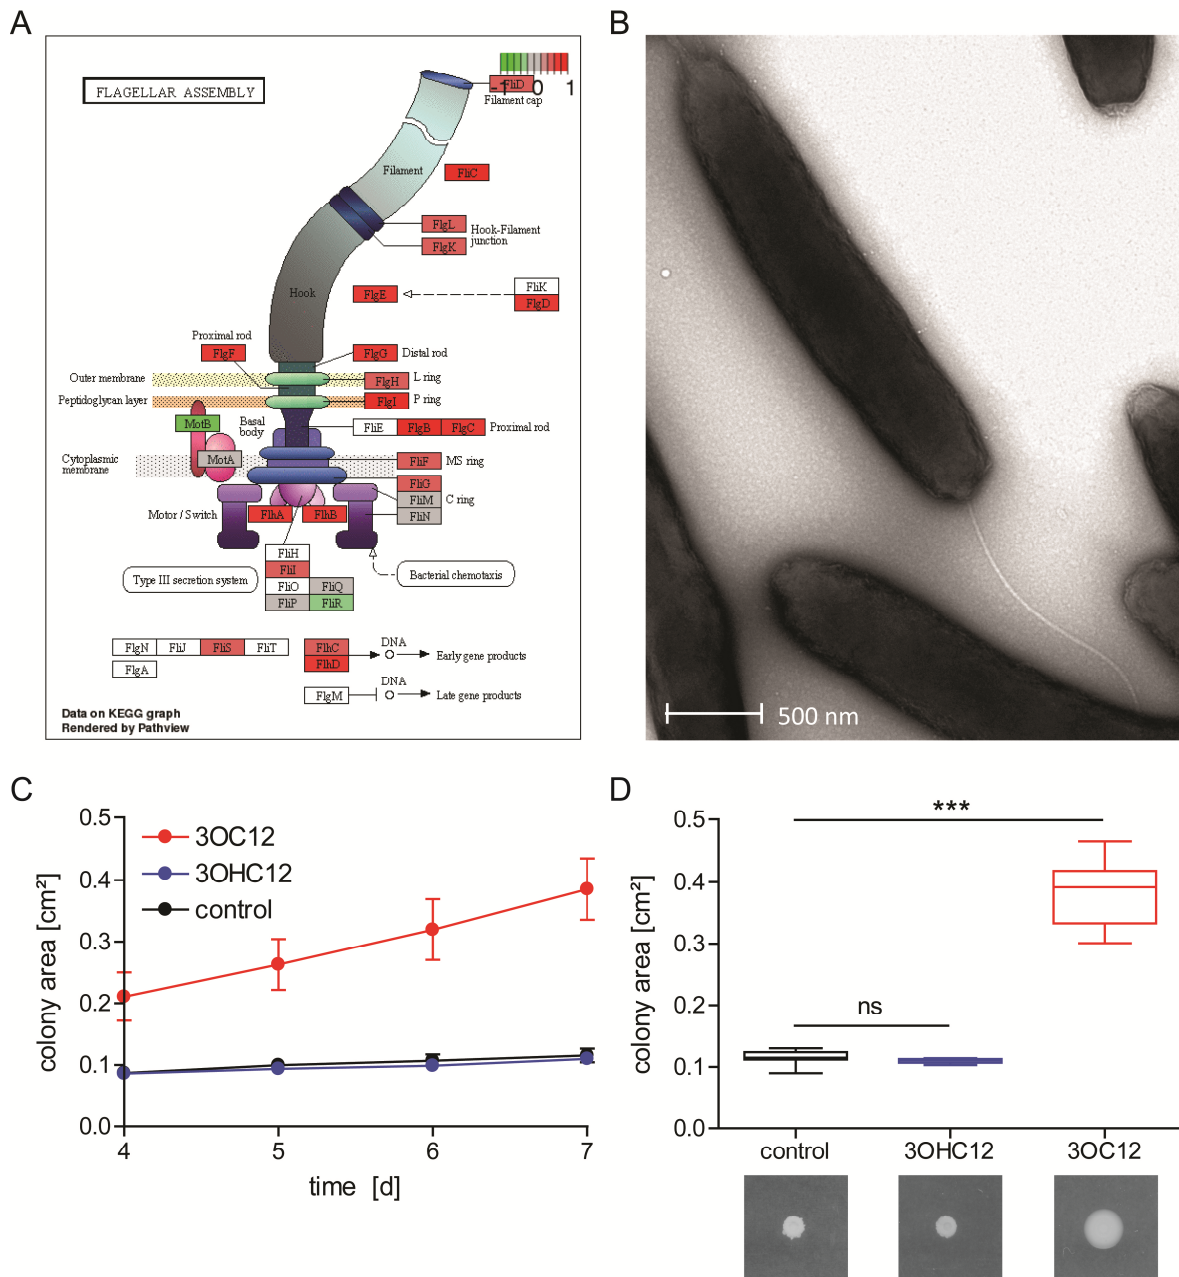 A
FLAGELLAR ASSEMBLY
FliD
-1 0 1
Filament cap
Filament
FliC
FlgL
Hook-Filament
junction
FlgK
Hook
FlgE
FliK
FlgD
Proximal rod
FlgF
FlgG
Distal rod
Outer membrane
FlgH
L ring
Peptidoglycan layer
FlgI
P ring
MotB
Basal
body
FliE
FlgB
FlgC
Proximal rod
MotA
Cytoplasmic
membrane
FliF
MS ring
FliG
FliM
C ring
FliN
Motor / Switch
FlhA
FlhB
FliH
FliI
FliO
FliQ
FliP
FliR
Type III secretion system
Bacterial chemotaxis
FlgN
FliJ
FliS
FliT
FlgA
FlhC
FlhD
DNA
Early gene products
FlgM
DNA
Late gene products
Data on KEGG graph
Rendered by Pathview
B
500 nm
C
0.5
0.4
0.3
0.2
0.1
0.0
colony area [cm²]
3OC12
3OHC12
control
4 5 6 7
time [d]
D
0.5
0.4
0.3
0.2
0.1
0.0
colony area [cm²]
***
ns
control 3OHC12 3OC12